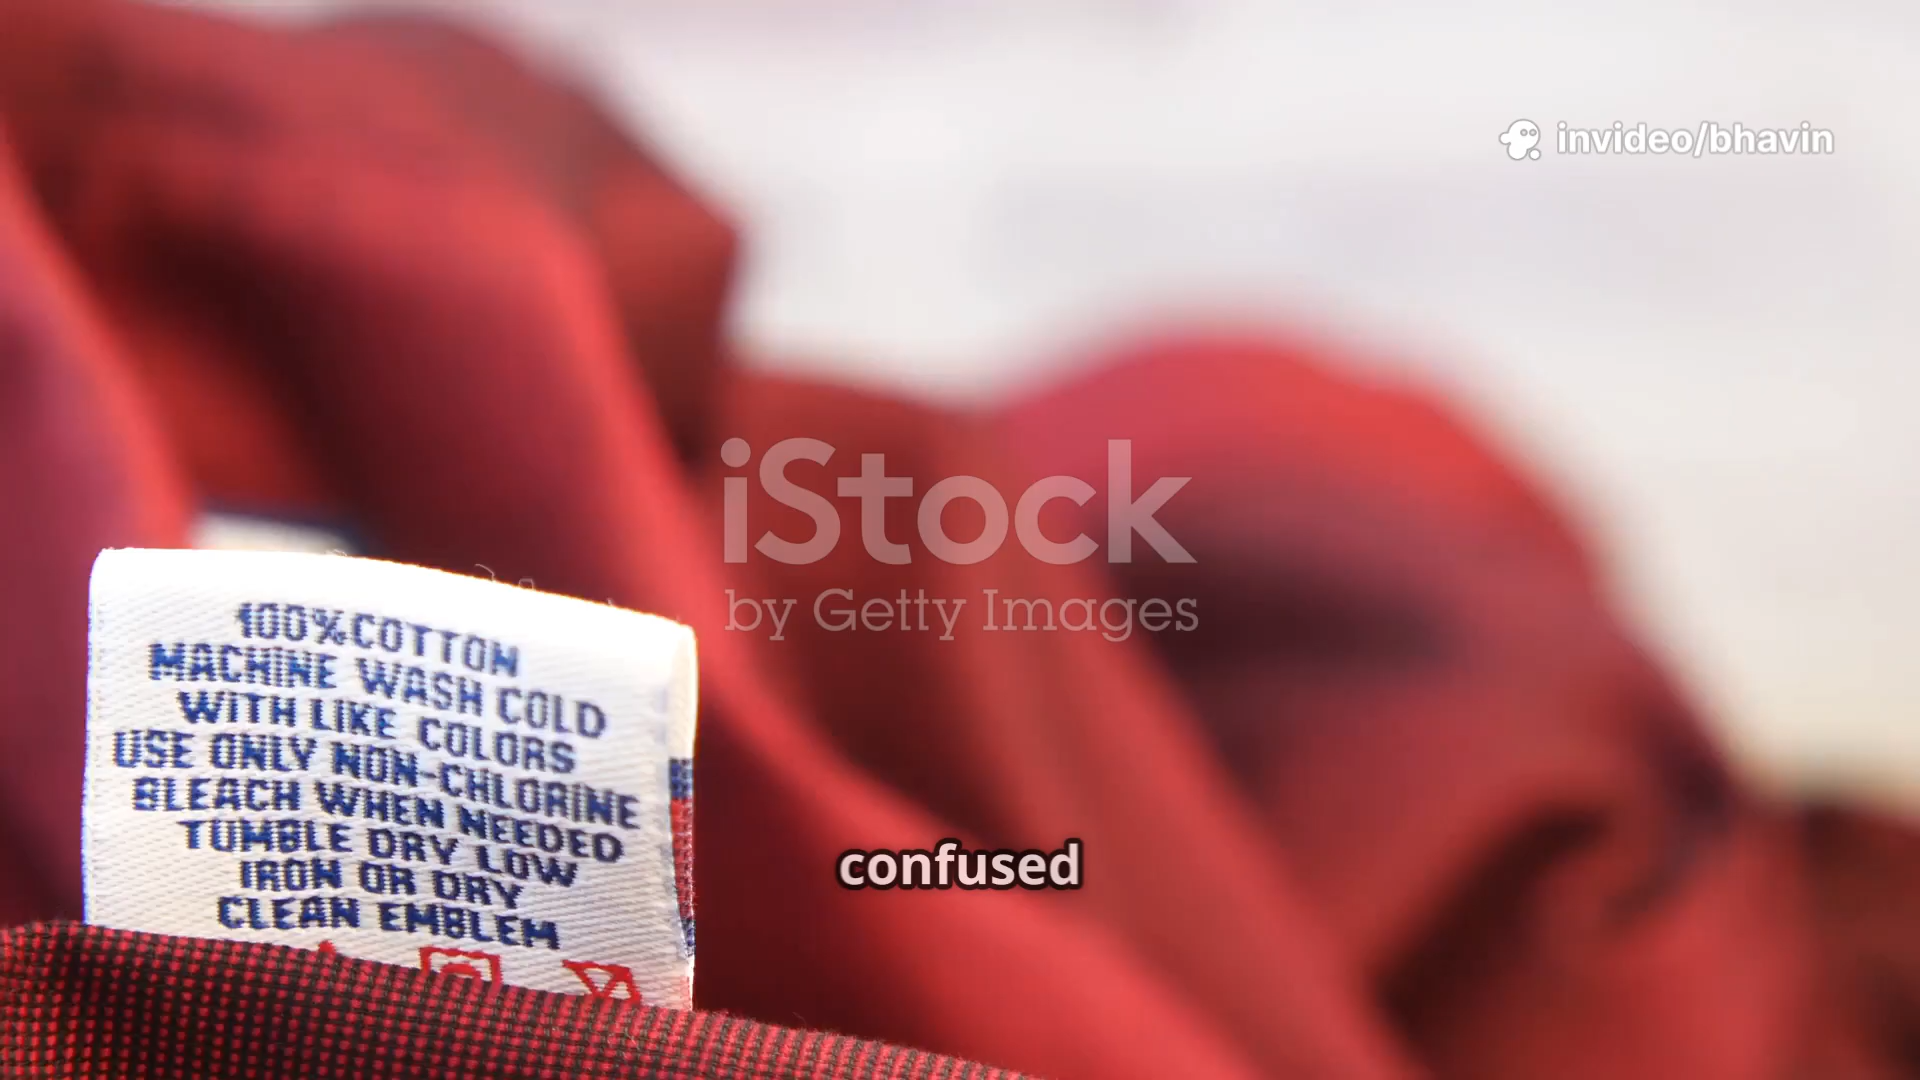 invideo/bhavin
iStock
by Getty Images
100% COTTON
MACHINE WASH COLD
WITH LIKE COLORS
USE ONLY NON-CHLORINE
BLEACH WHEN NEEDED
TUMBLE DRY LOW
IRON OR DRY
CLEAN EMBLEM
confused